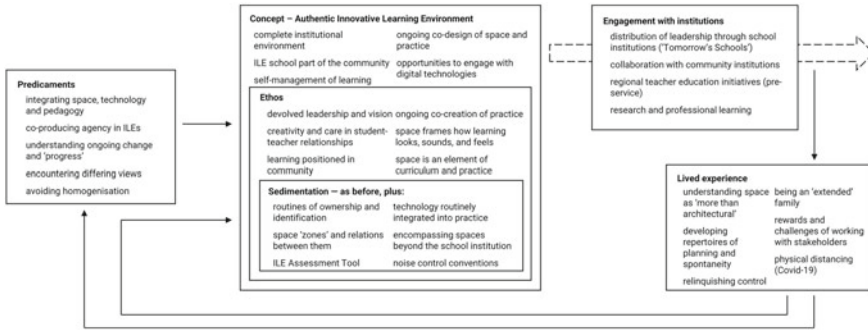 Predicaments
integrating space, technology
and pedagogy
co-producing agency in ILEs
understanding ongoing change
and ‘progress’
encountering differing views
avoiding homogenisation
Concept – Authentic Innovative Learning Environment
complete institutional
environment
ILE school part of the community
self-management of learning
ongoing co-design of space and
practice
opportunities to engage with
digital technologies
Ethos
devolved leadership and vision
creativity and care in student-
teacher relationships
learning positioned in
community
ongoing co-creation of practice
space frames how learning
looks, sounds, and feels
space is an element of
curriculum and practice
Sedimentation — as before, plus:
routines of ownership and
identification
space ‘zones’ and relations
between them
ILE Assessment Tool
technology routinely
integrated into practice
encompassing spaces
beyond the school institution
noise control conventions
Engagement with institutions
distribution of leadership through school
institutions (‘Tomorrow’s Schools’)
collaboration with community institutions
regional teacher education initiatives (pre-
service)
research and professional learning
Lived experience
understanding space
as ‘more than
architectural’
developing
repertoires of
planning and
spontaneity
relinquishing control
being an ‘extended’
family
rewards and
challenges of working
with stakeholders
physical distancing
(Covid-19)